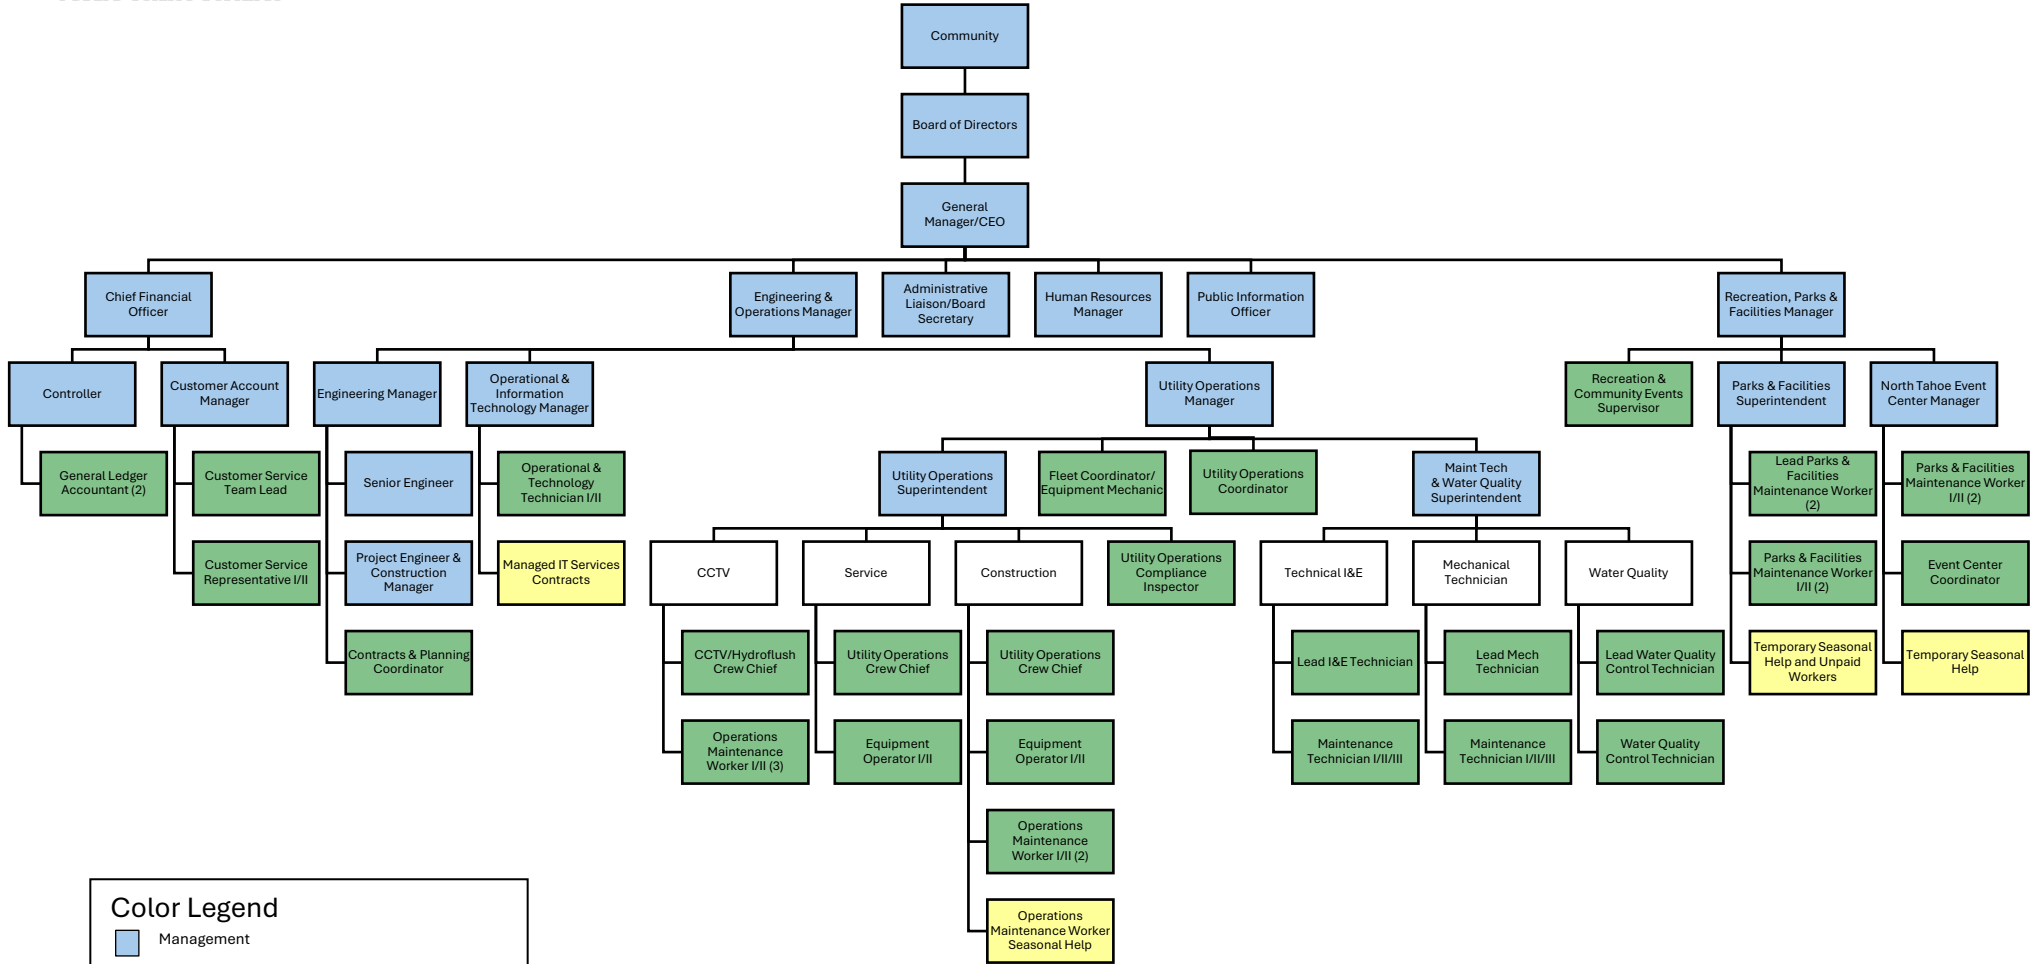 Community
Board of Directors
General
Manager/CEO
Chief Financial
Officer
Engineering &
Operations Manager
Administrative
Liaison/Board
Secretary
Human Resources
Manager
Public Information
Officer
Recreation, Parks &
Facilities Manager
Controller
Customer Account
Manager
Engineering Manager
Operational &
Information
Technology Manager
Utility Operations
Manager
Recreation &
Community Events
Supervisor
Parks & Facilities
Superintendent
North Tahoe Event
Center Manager
General Ledger
Accountant (2)
Customer Service
Team Lead
Senior Engineer
Operational &
Technology
Technician I/II
Utility Operations
Superintendent
Fleet Coordinator/
Equipment Mechanic
Utility Operations
Coordinator
Maint Tech
& Water Quality
Superintendent
Lead Parks &
Facilities
Maintenance Worker
(2)
Parks & Facilities
Maintenance Worker
I/II (2)
Customer Service
Representative I/II
Project Engineer &
Construction
Manager
Managed IT Services
Contracts
CCTV
Service
Construction
Utility Operations
Compliance
Inspector
Technical I&E
Mechanical
Technician
Water Quality
Parks & Facilities
Maintenance Worker
I/II (2)
Event Center
Coordinator
Contracts & Planning
Coordinator
CCTV/Hydroflush
Crew Chief
Utility Operations
Crew Chief
Utility Operations
Crew Chief
Lead I&E Technician
Lead Mech
Technician
Lead Water Quality
Control Technician
Temporary Seasonal
Help and Unpaid
Workers
Temporary Seasonal
Help
Operations
Maintenance
Worker I/II (3)
Equipment
Operator I/II
Equipment
Operator I/II
Maintenance
Technician I/II/III
Maintenance
Technician I/II/III
Water Quality
Control Technician
Operations
Maintenance
Worker I/II (2)
Operations
Maintenance Worker
Seasonal Help
Color Legend
Management